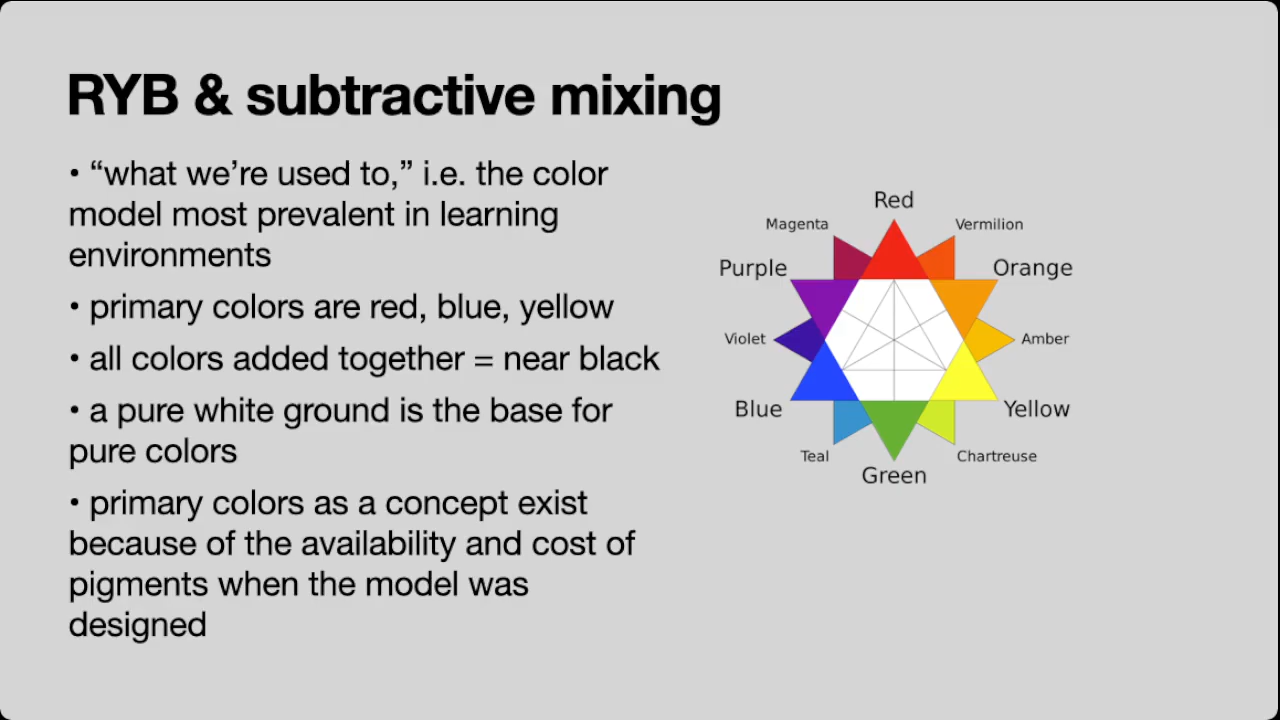 RYB & subtractive mixing
• “what we’re used to,” i.e. the color
model most prevalent in learning
environments
• primary colors are red, blue, yellow
• all colors added together = near black
• a pure white ground is the base for
pure colors
• primary colors as a concept exist
because of the availability and cost of
pigments when the model was
designed
Red
Magenta
Vermilion
Purple
Orange
Violet
Amber
Blue
Yellow
Teal
Chartreuse
Green